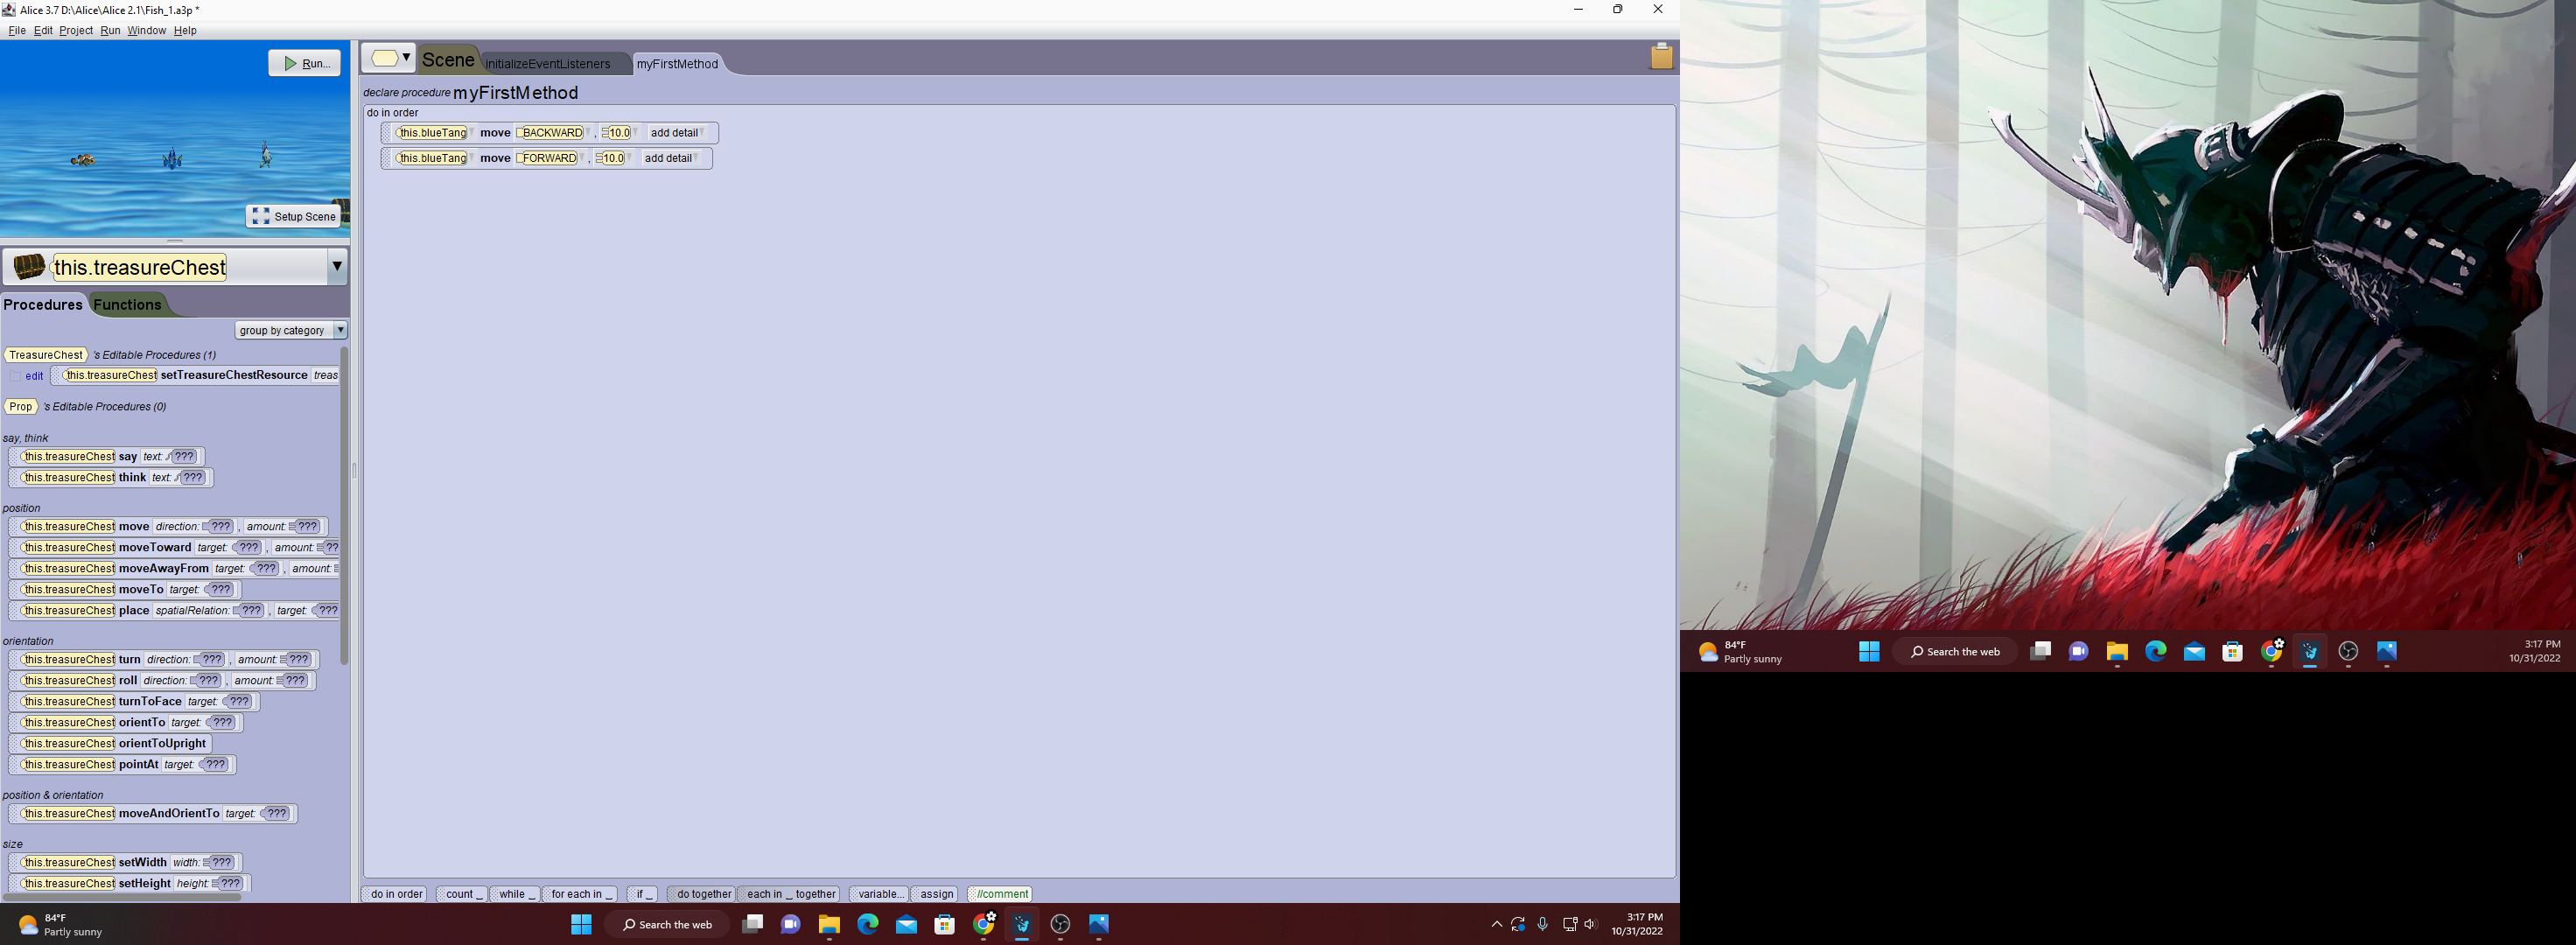 Alice 3.7 D:\Alice\Alice 2.1\Fish_1.a3p *
File Edit Project Run Window Help
Run...
Setup Scene
this.treasureChest
Procedures Functions
group by category
TreasureChest 's Editable Procedures (1)
edit this.treasureChest setTreasureChestResource treas
Prop 's Editable Procedures (0)
say, think
this.treasureChest say text: ???
this.treasureChest think text: ???
position
this.treasureChest move direction: ??? , amount: ???
this.treasureChest moveToward target: ??? , amount: ??
this.treasureChest moveAwayFrom target: ??? , amount:
this.treasureChest moveTo target: ???
this.treasureChest place spatialRelation: ??? , target: ???
orientation
this.treasureChest turn direction: ??? , amount: ???
this.treasureChest roll direction: ??? , amount: ???
this.treasureChest turnToFace target: ???
this.treasureChest orientTo target: ???
this.treasureChest orientToUpright
this.treasureChest pointAt target: ???
position & orientation
this.treasureChest moveAndOrientTo target: ???
size
this.treasureChest setWidth width: ???
this.treasureChest setHeight height: ???
Scene initializeEventListeners myFirstMethod
declare procedure myFirstMethod
do in order
this.blueTang move BACKWARD , 10.0 add detail
this.blueTang move FORWARD , 10.0 add detail
do in order count _ while _ for each in _ if _ do together each in _ together variable... assign //comment
84°F
Partly sunny
Search the web
3:17 PM
10/31/2022
84°F
Partly sunny
Search the web
3:17 PM
10/31/2022